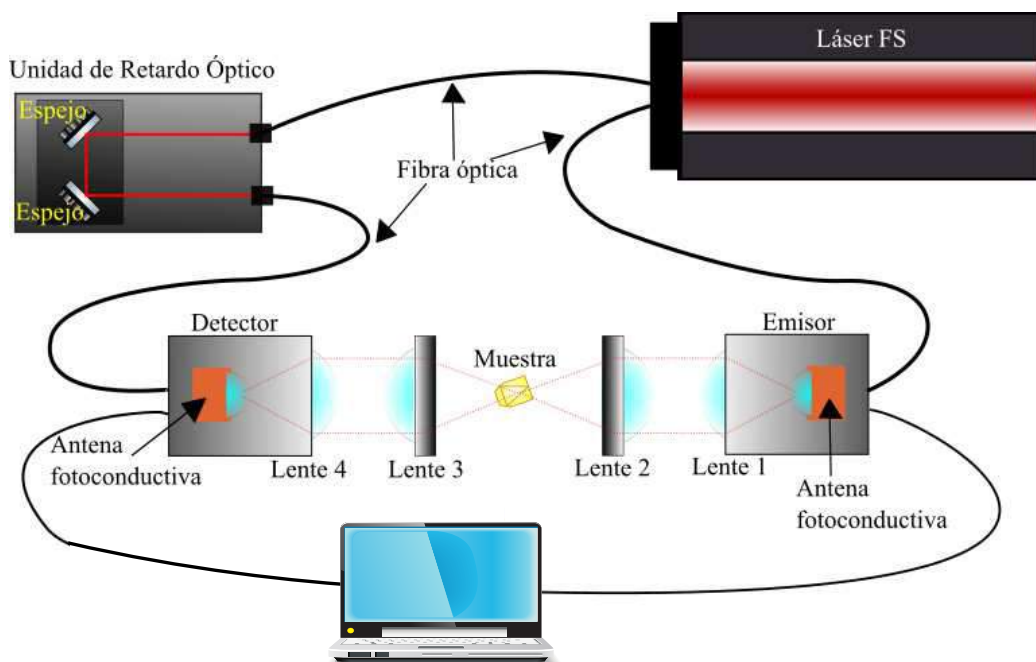 Láser FS
Unidad de Retardo Óptico
Espejo
Fibra óptica
Espejo
Detector
Emisor
Muestra
Antena
fotoconductiva
Lente 4
Lente 3
Lente 2
Lente 1
Antena
fotoconductiva